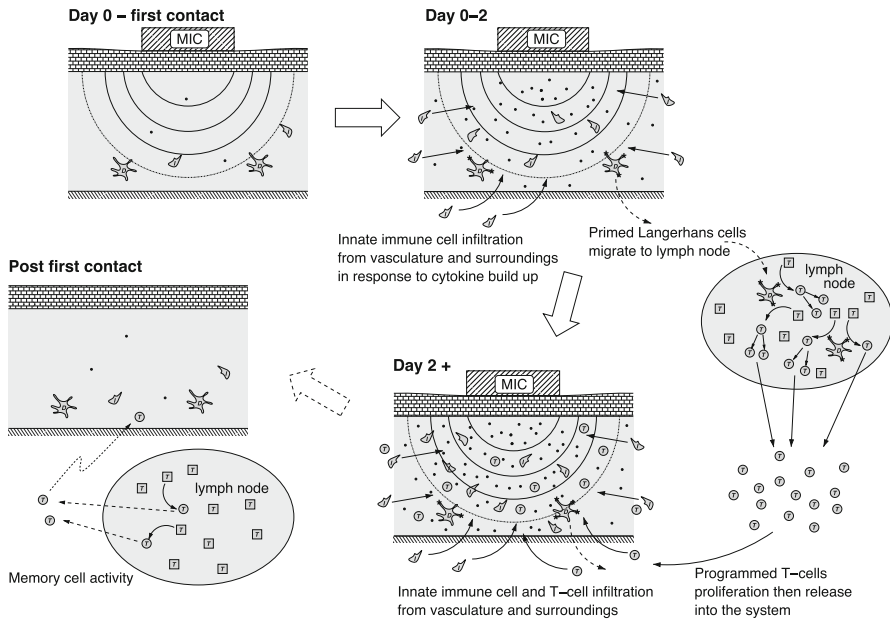 Day 0 – first contact
MIC
Day 0–2
MIC
Innate immune cell infiltration
from vasculature and surroundings
in response to cytokine build up
Primed Langerhans cells
migrate to lymph node
lymph
node
Post first contact
Day 2 +
MIC
lymph node
Memory cell activity
Innate immune cell and T–cell infiltration
from vasculature and surroundings
Programmed T–cells
proliferation then release
into the system